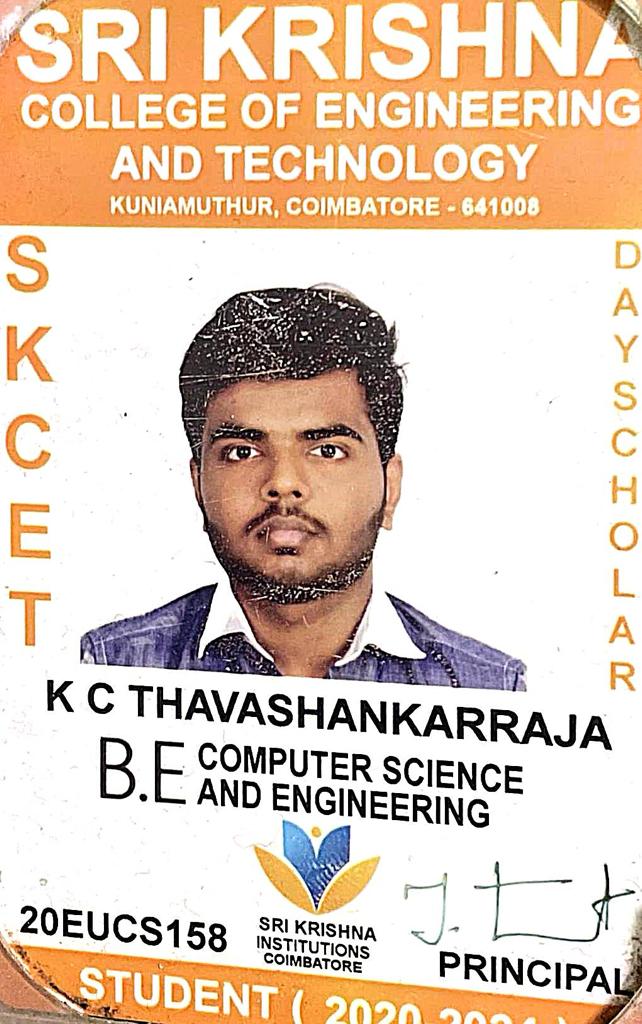 SRI KRISHNA
COLLEGE OF ENGINEERING
AND TECHNOLOGY
KUNIAMUTHUR, COIMBATORE - 641008
SKCET
DAYSCHOLAR
K C THAVASHANKARRAJA
B.E COMPUTER SCIENCE
AND ENGINEERING
20EUCS158
SRI KRISHNA
INSTITUTIONS
COIMBATORE
PRINCIPAL
STUDENT ( 2020-2024 )